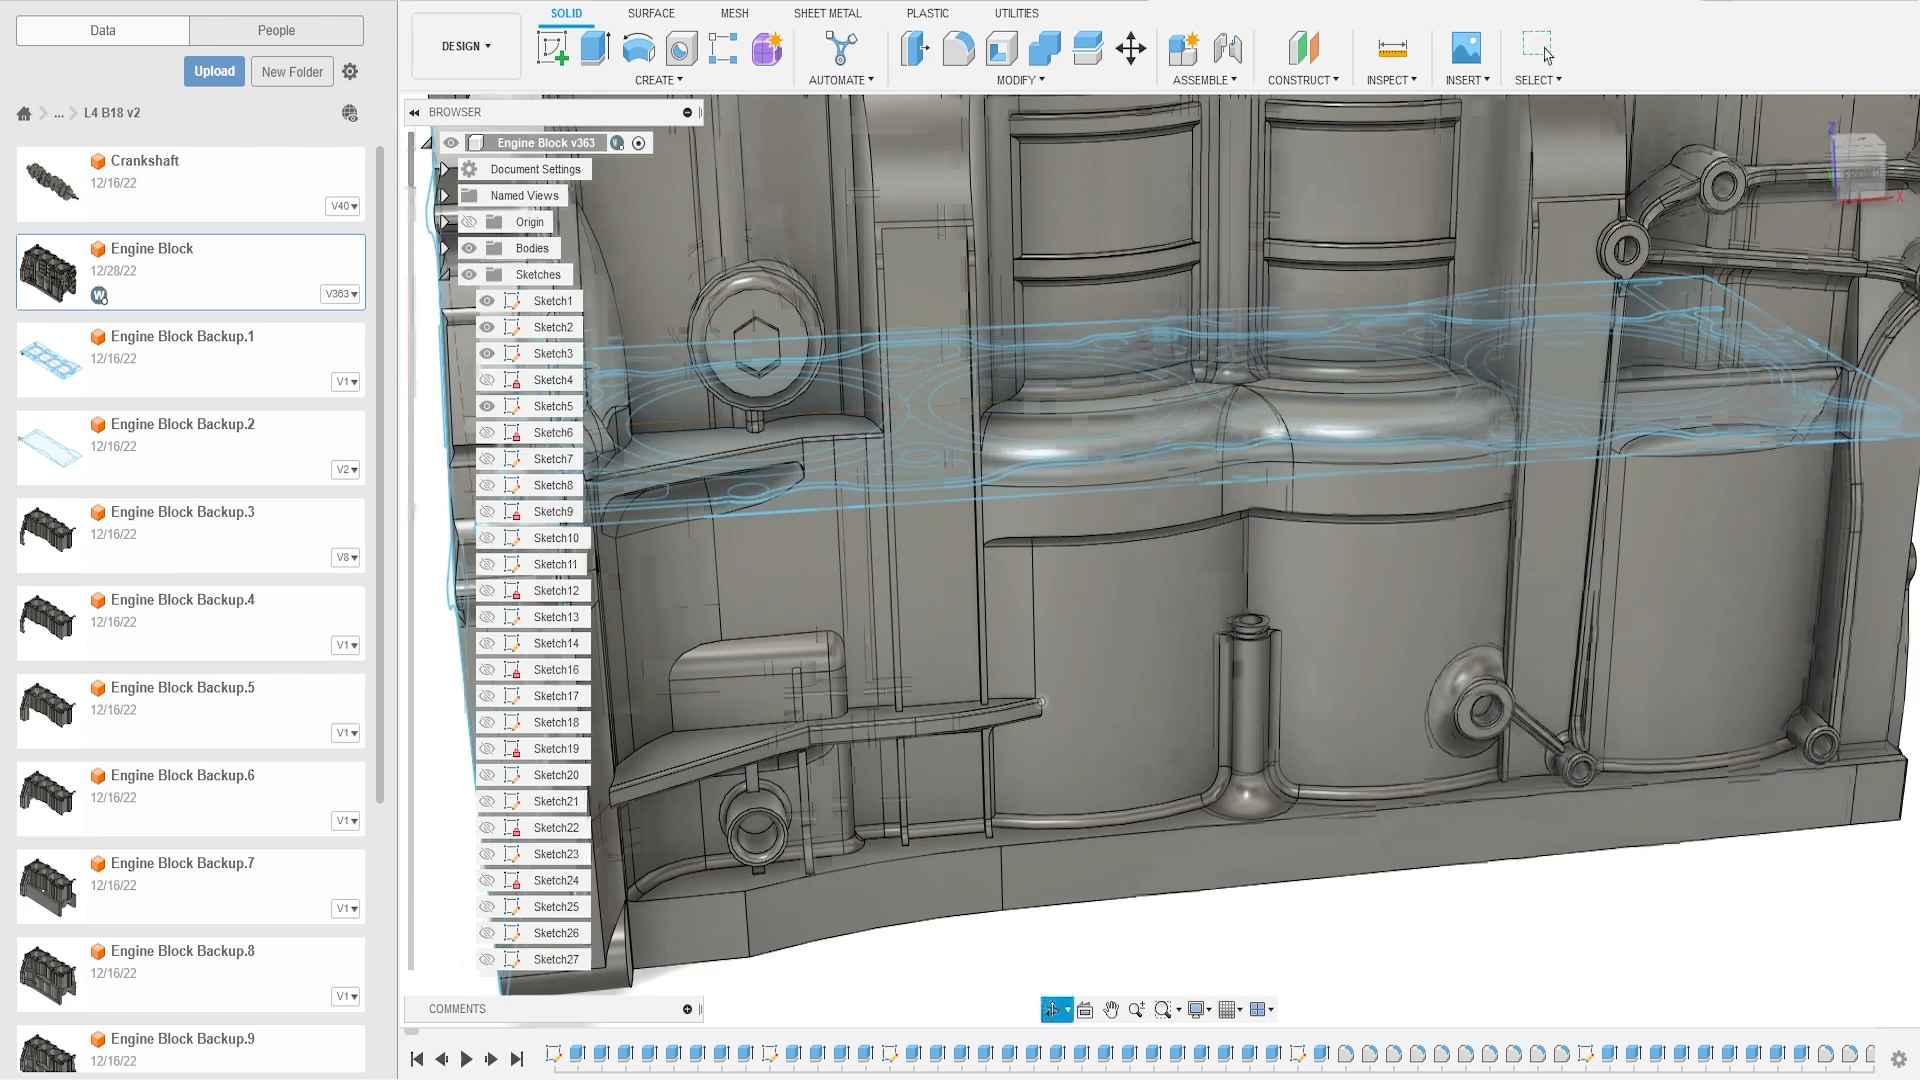 Data
People
Upload
New Folder
...
L4 B18 v2
Crankshaft
12/16/22
V40
Engine Block
12/28/22
W
V363
Engine Block Backup.1
12/16/22
V1
Engine Block Backup.2
12/16/22
V2
Engine Block Backup.3
12/16/22
V8
Engine Block Backup.4
12/16/22
V1
Engine Block Backup.5
12/16/22
V1
Engine Block Backup.6
12/16/22
V1
Engine Block Backup.7
12/16/22
V1
Engine Block Backup.8
12/16/22
V1
Engine Block Backup.9
12/16/22
DESIGN
SOLID
SURFACE
MESH
SHEET METAL
PLASTIC
UTILITIES
CREATE
AUTOMATE
MODIFY
ASSEMBLE
CONSTRUCT
INSPECT
INSERT
SELECT
BROWSER
Engine Block v363
Document Settings
Named Views
Origin
Bodies
Sketches
Sketch1
Sketch2
Sketch3
Sketch4
Sketch5
Sketch6
Sketch7
Sketch8
Sketch9
Sketch10
Sketch11
Sketch12
Sketch13
Sketch14
Sketch16
Sketch17
Sketch18
Sketch19
Sketch20
Sketch21
Sketch22
Sketch23
Sketch24
Sketch25
Sketch26
Sketch27
Z
FRONT
X
COMMENTS